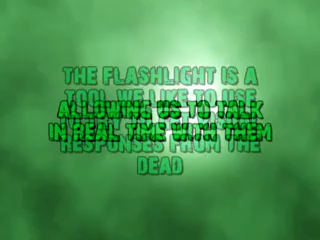 THE FLASHLIGHT IS A
TOOL WE LIKE TO USE
ALLOWING US TO TALK
IN REAL TIME WITH THEM
RESPONSES FROM THE
DEAD